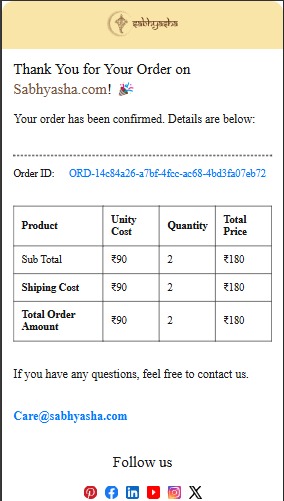 sabhyasha
Thank You for Your Order on
Sabhyasha.com! 🎉
Your order has been confirmed. Details are below:
Order ID: ORD-14c84a26-a7bf-4fcc-ac68-4bd3fa07eb72
Product Unity Cost Quantity Total Price
Sub Total ₹90 2 ₹180
Shiping Cost ₹90 2 ₹180
Total Order Amount ₹90 2 ₹180
If you have any questions, feel free to contact us.
Care@sabhyasha.com
Follow us